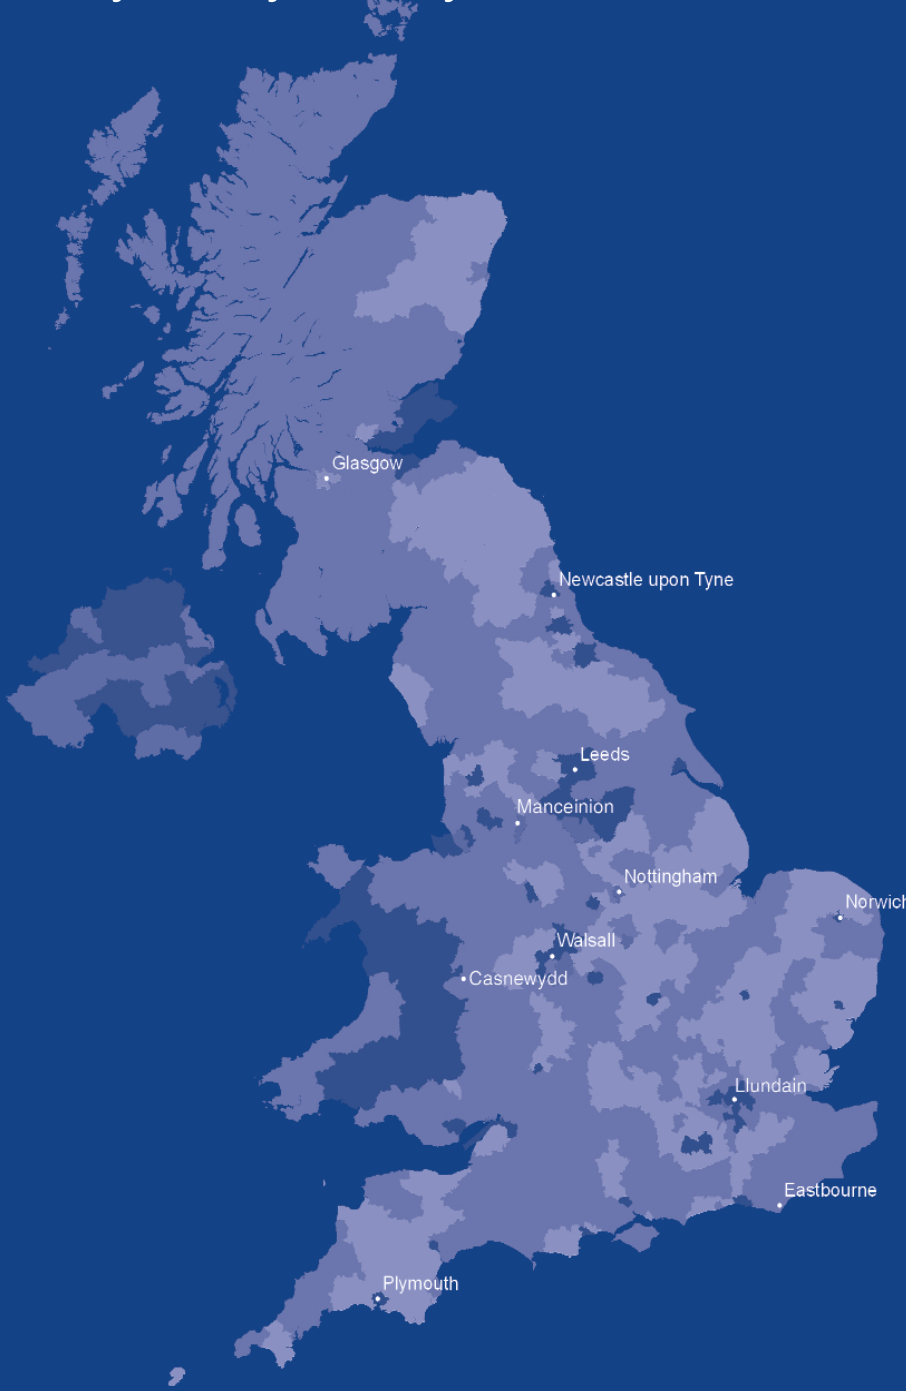 Glasgow
Newcastle upon Tyne
Leeds
Manceinion
Nottingham
Norwich
Walsall
Casnewydd
Llundain
Eastbourne
Plymouth